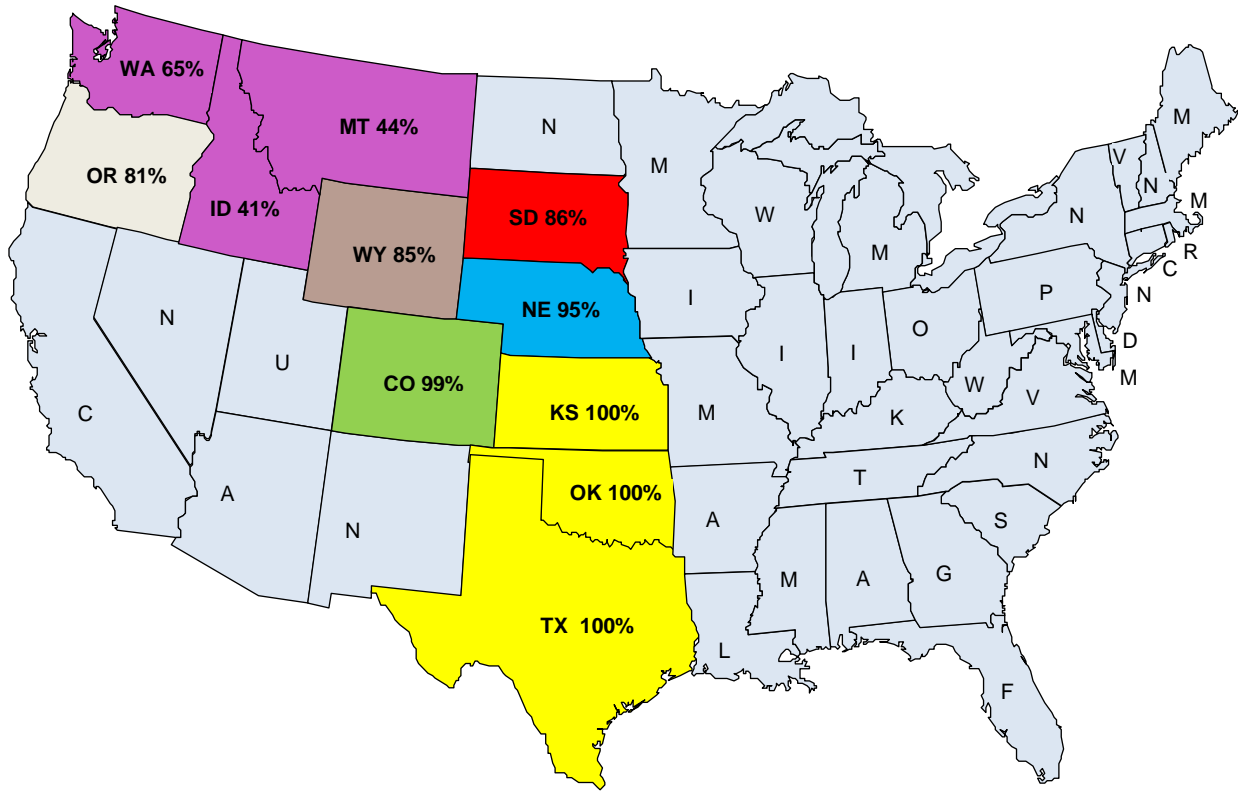 WA 65%
MT 44%
N
M
M
OR 81%
V
N
ID 41%
SD 86%
W
N
M
WY 85%
M
R
C
I
P
N
N
NE 95%
O
D
U
CO 99%
I
I
W
M
C
KS 100%
M
K
V
A
OK 100%
T
N
N
A
S
M
A
G
TX  100%
L
F